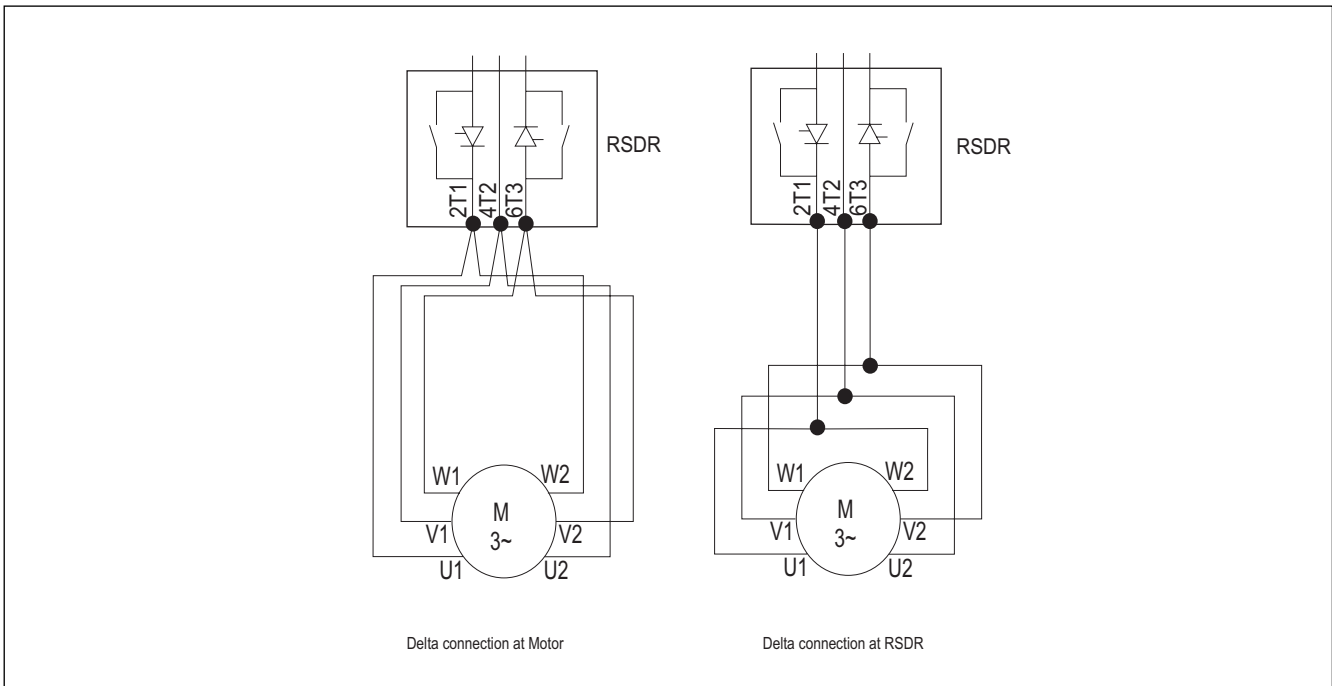 RSDR
2T1
4T2
6T3
W1
W2
M
3~
V1
V2
U1
U2
Delta connection at Motor
RSDR
2T1
4T2
6T3
W1
W2
M
3~
V1
V2
U1
U2
Delta connection at RSDR